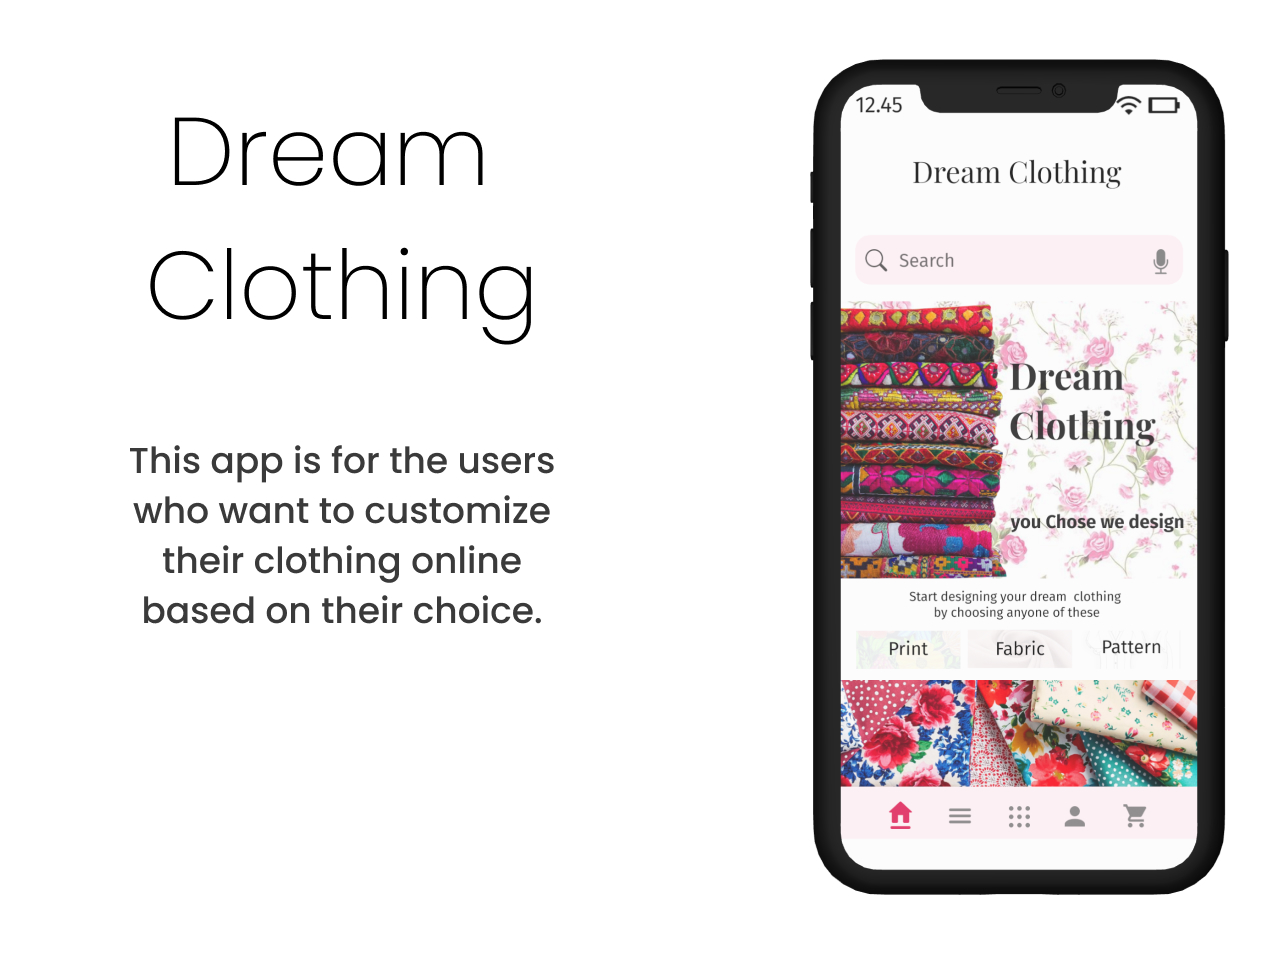 Dream
Clothing
This app is for the users
who want to customize
their clothing online
based on their choice.
12.45
Dream Clothing
Search
Dream
Clothing
you Chose we design
Start designing your dream  clothing
by choosing anyone of these
Print Fabric Pattern